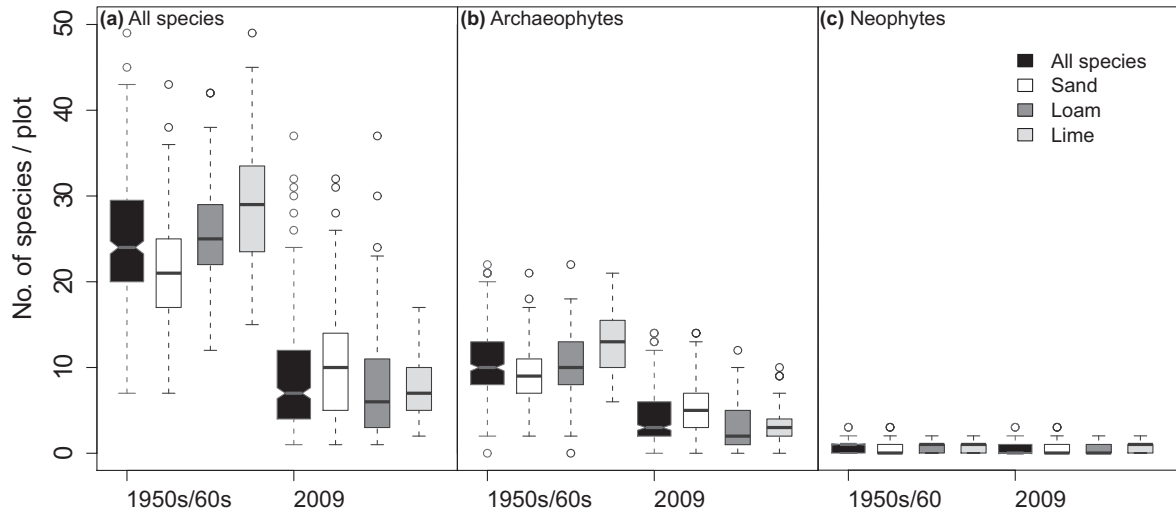 (a) All species
(b) Archaeophytes
(c) Neophytes
No. of species / plot
50
40
30
20
10
0
All species
Sand
Loam
Lime
1950s/60s
2009
1950s/60s
2009
1950s/60
2009